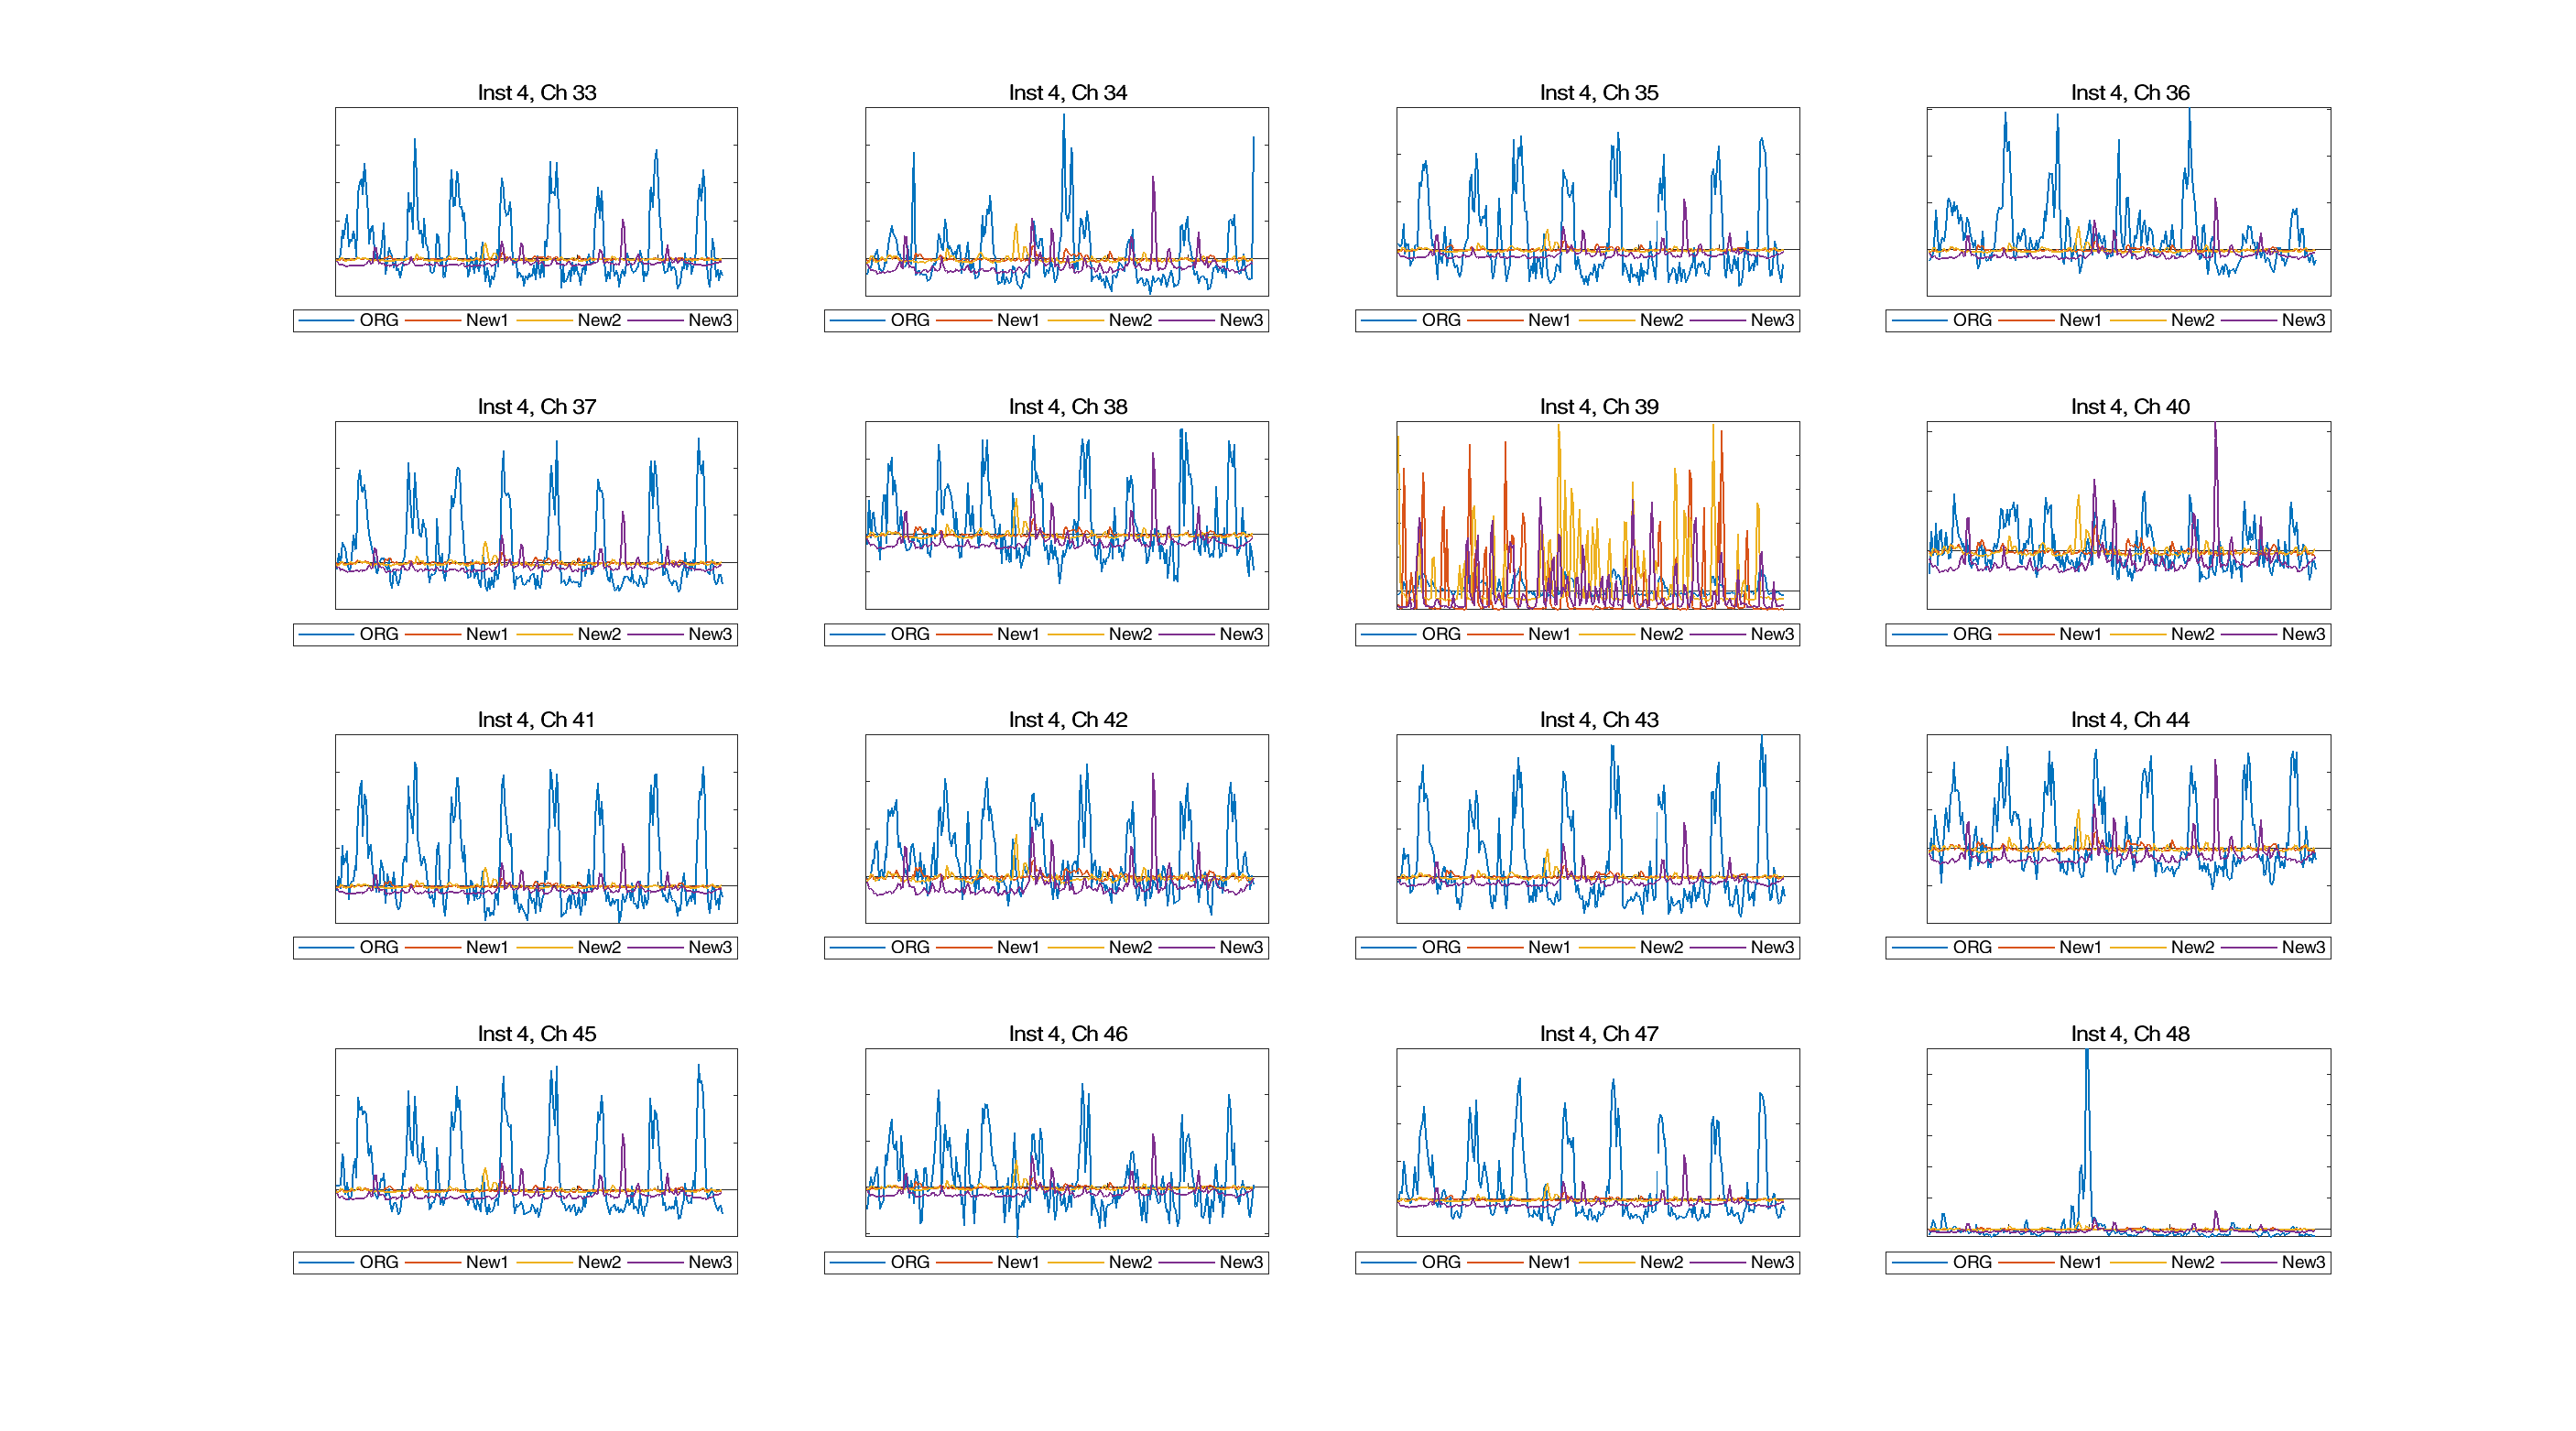 Inst 4, Ch 33
ORG New1 New2 New3
Inst 4, Ch 34
ORG New1 New2 New3
Inst 4, Ch 35
ORG New1 New2 New3
Inst 4, Ch 36
ORG New1 New2 New3
Inst 4, Ch 37
ORG New1 New2 New3
Inst 4, Ch 38
ORG New1 New2 New3
Inst 4, Ch 39
ORG New1 New2 New3
Inst 4, Ch 40
ORG New1 New2 New3
Inst 4, Ch 41
ORG New1 New2 New3
Inst 4, Ch 42
ORG New1 New2 New3
Inst 4, Ch 43
ORG New1 New2 New3
Inst 4, Ch 44
ORG New1 New2 New3
Inst 4, Ch 45
ORG New1 New2 New3
Inst 4, Ch 46
ORG New1 New2 New3
Inst 4, Ch 47
ORG New1 New2 New3
Inst 4, Ch 48
ORG New1 New2 New3